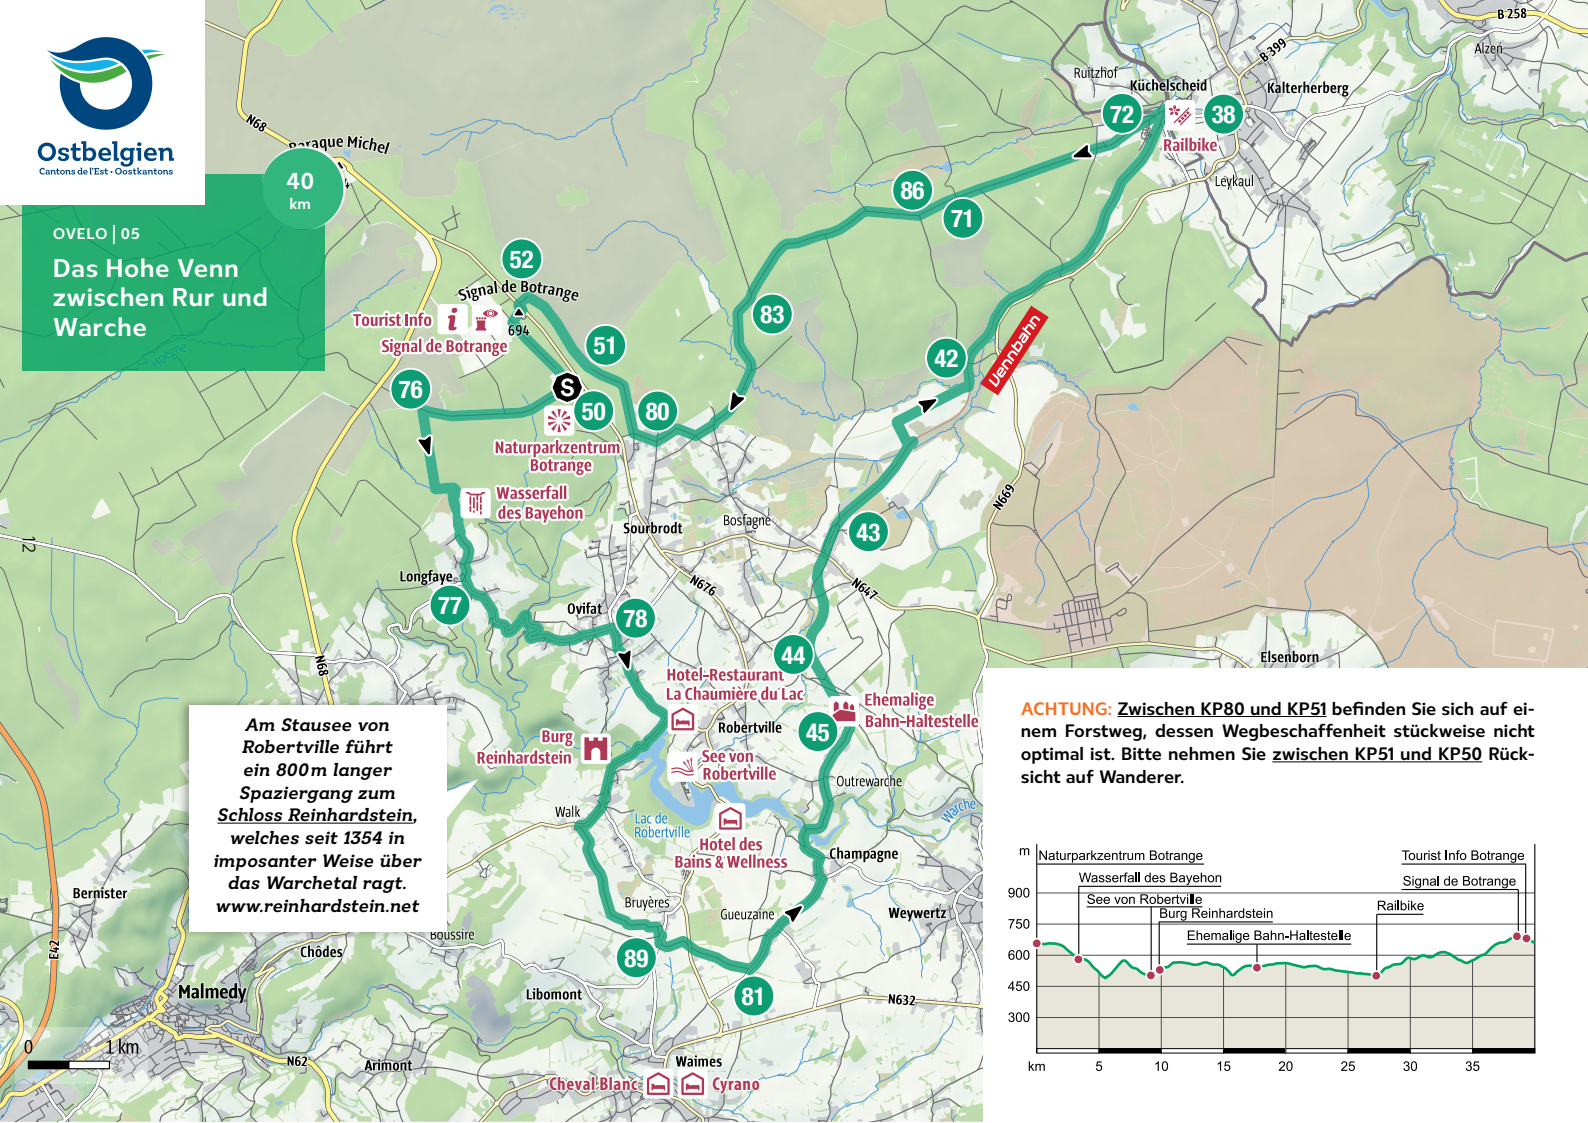 Ostbelgien
Cantons de l'Est • Oostkantons
40
km
OVELO | 05
Das Hohe Venn
zwischen Rur und
Warche
N68
Baraque Michel
Hoëgne
52
Signal de Botrange
Tourist Info
694
Signal de Botrange
51
76
S
50
80
Naturparkzentrum
Botrange
Wasserfall
des Bayehon
Sourbrodt
Bosfagne
Longfaye
77
Ovifat
78
N676
N647
N669
43
44
42
Vennbahn
83
86
71
72
38
Railbike
Ruitzhof
Küchelscheid
Kalterherberg
B 399
B 258
Alzen
Leykaul
Elsenborn
12
N68
Hotel-Restaurant
La Chaumière du Lac
Ehemalige
Bahn-Haltestelle
45
Robertville
Burg
Reinhardstein
See von
Robertville
Outrewarche
Warche
Walk
Lac de
Robertville
Hotel des
Bains & Wellness
Champagne
Bruyères
Gueuzaine
Weywertz
89
81
Libomont
N632
Waimes
Cheval Blanc
Cyrano
Bernister
Boussire
Chôdes
Malmedy
E42
N62
Arimont
0
1 km
Am Stausee von
Robertville führt
ein 800 m langer
Spaziergang zum
Schloss Reinhardstein,
welches seit 1354 in
imposanter Weise über
das Warchetal ragt.
www.reinhardstein.net
ACHTUNG: Zwischen KP80 und KP51 befinden Sie sich auf ei-
nem Forstweg, dessen Wegbeschaffenheit stückweise nicht
optimal ist. Bitte nehmen Sie zwischen KP51 und KP50 Rück-
sicht auf Wanderer.
m
Naturparkzentrum Botrange
Tourist Info Botrange
Wasserfall des Bayehon
Signal de Botrange
See von Robertville
Railbike
Burg Reinhardstein
Ehemalige Bahn-Haltestelle
900
750
600
450
300
km
5
10
15
20
25
30
35